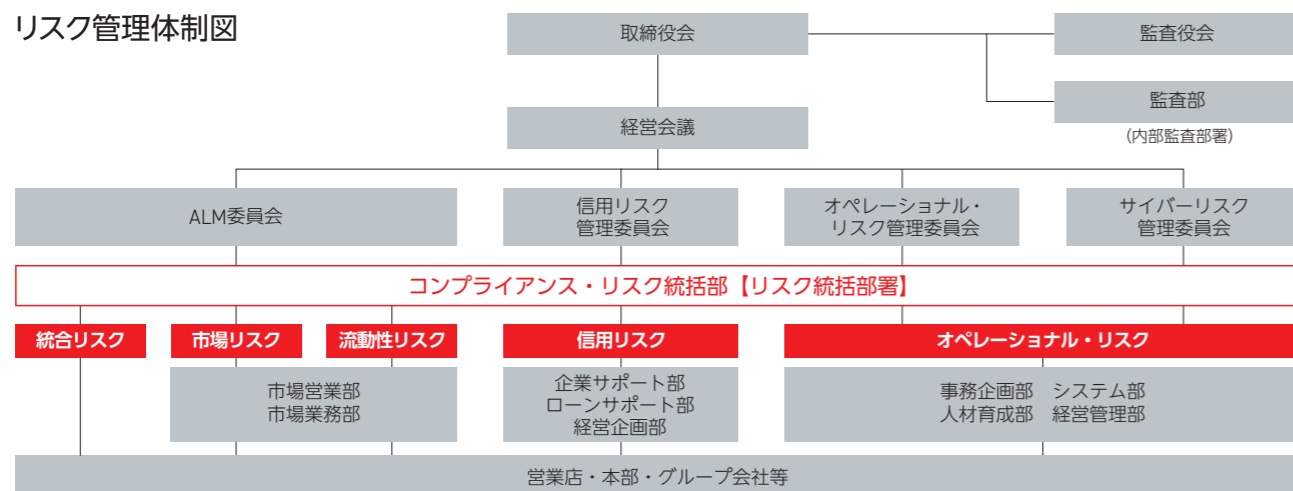 リスク管理体制図
取締役会
監査役会
監査部
(内部監査部署)
経営会議
ALM委員会
信用リスク
管理委員会
オペレーショナル・
リスク管理委員会
サイバーリスク
管理委員会
コンプライアンス・リスク統括部【リスク統括部署】
統合リスク
市場リスク
流動性リスク
信用リスク
オペレーショナル・リスク
市場営業部
市場業務部
企業サポート部
ローンサポート部
経営企画部
事務企画部　システム部
人材育成部　経営管理部
営業店・本部・グループ会社等